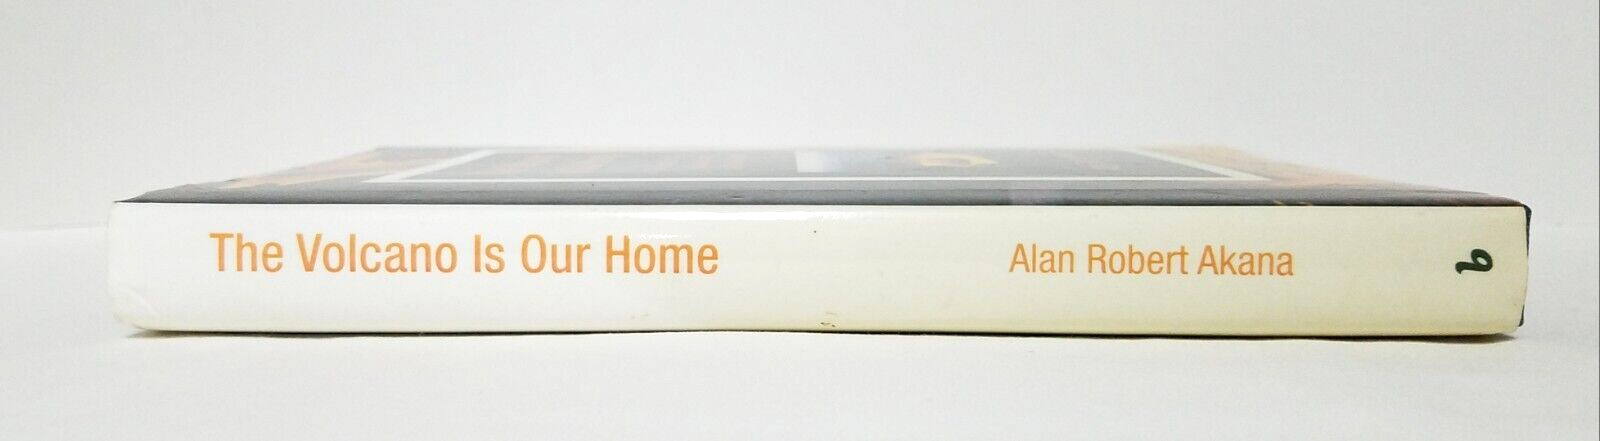 The Volcano Is Our Home
Alan Robert Akana